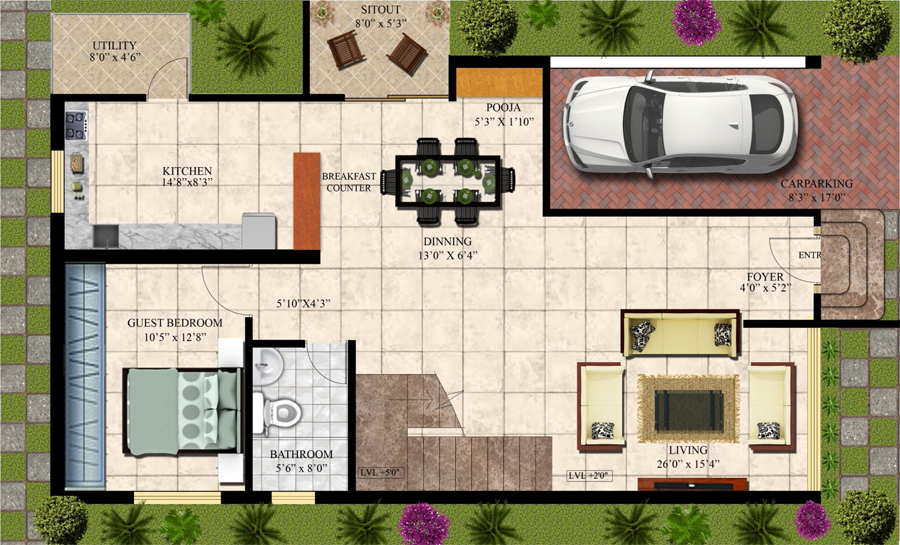 SITOUT
8'0" x 5'3"
UTILITY
8'0" x 4'6"
POOJA
5'3" X 1'10"
KITCHEN
14'8"x8'3")
BREAKFAST
COUNTER
CARPARKING
8'3" x 17'0"
DINNING
13'0" X 6'4")
ENTR
FOYER
4'0" x 5'2")
5'10"X4'3")
GUEST BEDROOM
10'5" x 12'8")
BATHROOM
5'6" x 8'0")
LVL +5'0"
LVL +2'0"
LIVING
26'0" x 15'4")